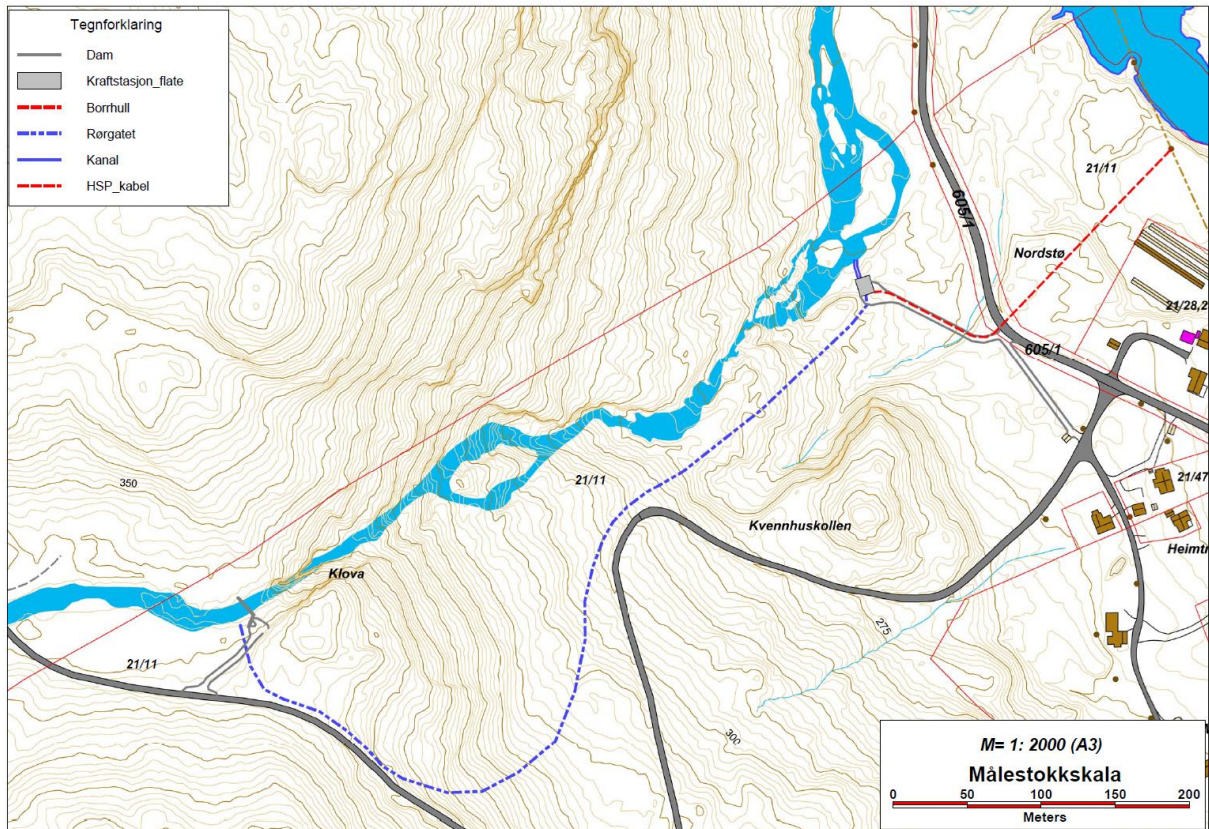 Tegnforklaring
Dam
Kraftstasjon_flate
Borrhull
Rørgatet
Kanal
HSP_kabel
21/11
605/1
Nordstø
21/28,2
605/1
21/11
350
Kvennhuskollen
21/47
Klova
Heimtr
275
21/11
300
M= 1: 2000 (A3)
Målestokkskala
0 50 100 150 200
Meters